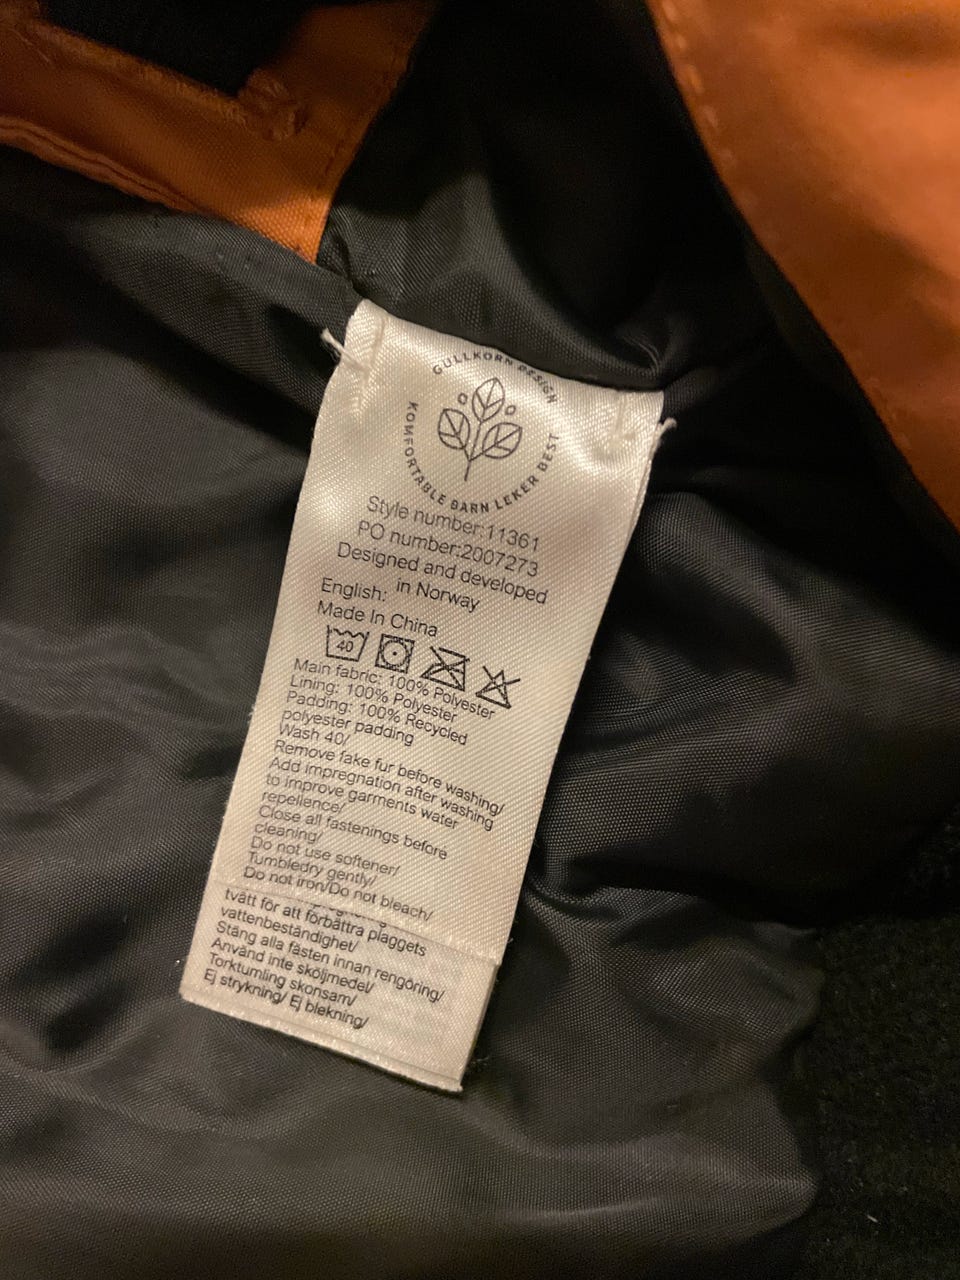 GULLKORN DESIGN
KOMFORTABLE BARN LEKER BEST
Style number:11361
PO number:2007273
Designed and developed
in Norway
English:
Made In China
40
Main fabric: 100% Polyester
Lining: 100% Polyester
Padding: 100% Recycled
polyester padding
Wash 40/
Remove fake fur before washing/
Add impregnation after washing
to improve garments water
repellence/
Close all fastenings before
cleaning/
Do not use softener/
Tumbledry gently/
Do not iron/Do not bleach/
tvätt för att förbättra plaggets
vattenbeständighet/
Stäng alla fästen innan rengöring/
Använd inte sköljmedel/
Torktumling skonsam/
Ej strykning/ Ej blekning/